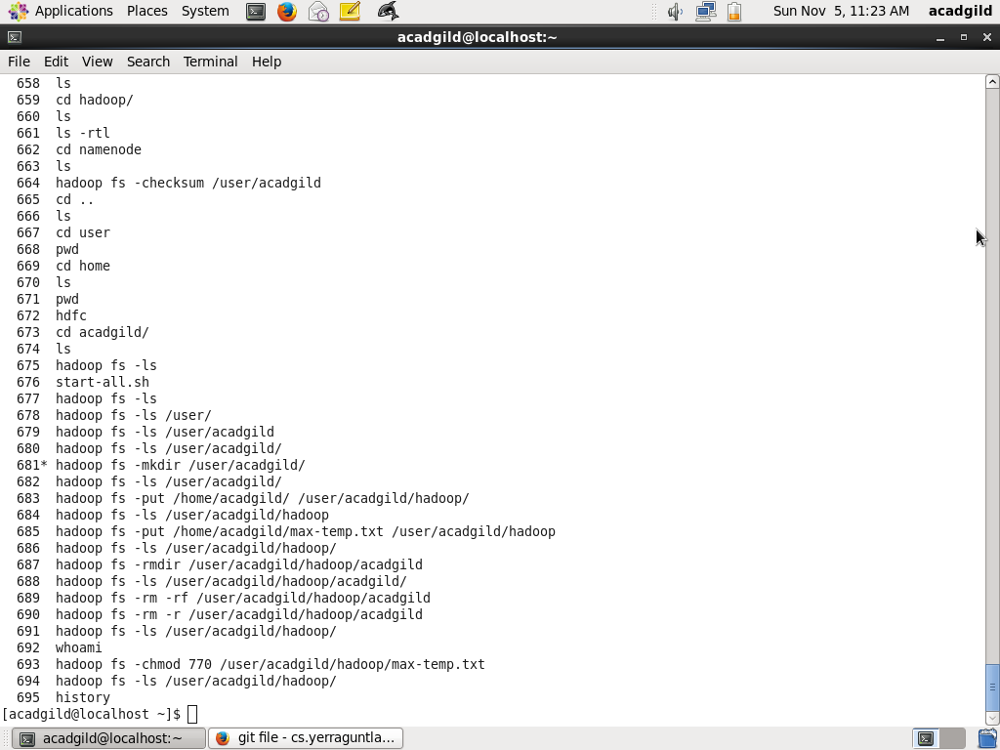 Applications Places System Sun Nov 5, 11:23 AM acadgild
acadgild@localhost:~
File Edit View Search Terminal Help
658 ls
659 cd hadoop/
660 ls
661 ls -rtl
662 cd namenode
663 ls
664 hadoop fs -checksum /user/acadgild
665 cd ..
666 ls
667 cd user
668 pwd
669 cd home
670 ls
671 pwd
672 hdfc
673 cd acadgild/
674 ls
675 hadoop fs -ls
676 start-all.sh
677 hadoop fs -ls
678 hadoop fs -ls /user/
679 hadoop fs -ls /user/acadgild
680 hadoop fs -ls /user/acadgild/
681* hadoop fs -mkdir /user/acadgild/
682 hadoop fs -ls /user/acadgild/
683 hadoop fs -put /home/acadgild/ /user/acadgild/hadoop/
684 hadoop fs -ls /user/acadgild/hadoop
685 hadoop fs -put /home/acadgild/max-temp.txt /user/acadgild/hadoop
686 hadoop fs -ls /user/acadgild/hadoop/
687 hadoop fs -rmdir /user/acadgild/hadoop/acadgild
688 hadoop fs -ls /user/acadgild/hadoop/acadgild/
689 hadoop fs -rm -rf /user/acadgild/hadoop/acadgild
690 hadoop fs -rm -r /user/acadgild/hadoop/acadgild
691 hadoop fs -ls /user/acadgild/hadoop/
692 whoami
693 hadoop fs -chmod 770 /user/acadgild/hadoop/max-temp.txt
694 hadoop fs -ls /user/acadgild/hadoop/
695 history
[acadgild@localhost ~]$
acadgild@localhost:~ git file - cs.yerraguntla...